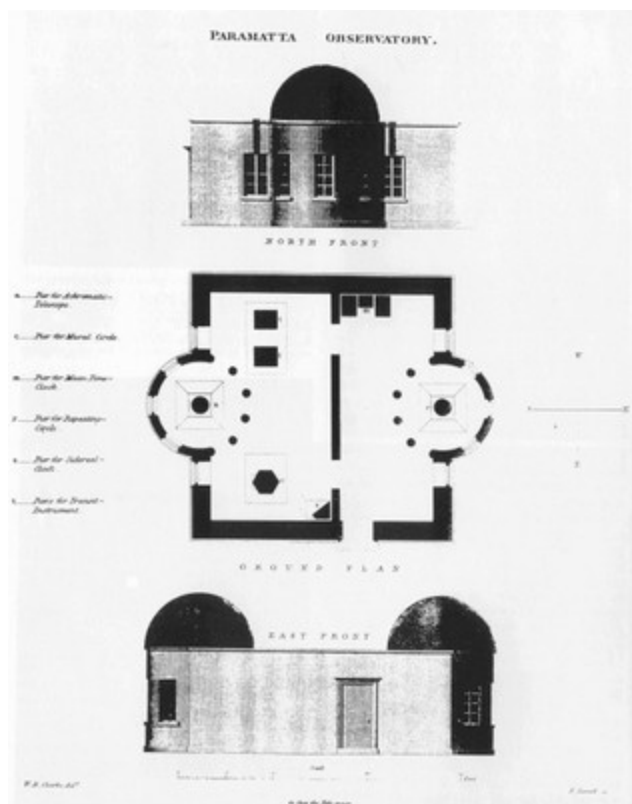 PARAMATTA OBSERVATORY.
NORTH FRONT
Pier for Achromatic
Telescope
Pier for Mural Circle
Pier for Mean Time
Clock
Pier for Repeating
Circle
Pier for Sidereal
Clock
Piers for Transit
Instrument
GROUND PLAN
EAST FRONT